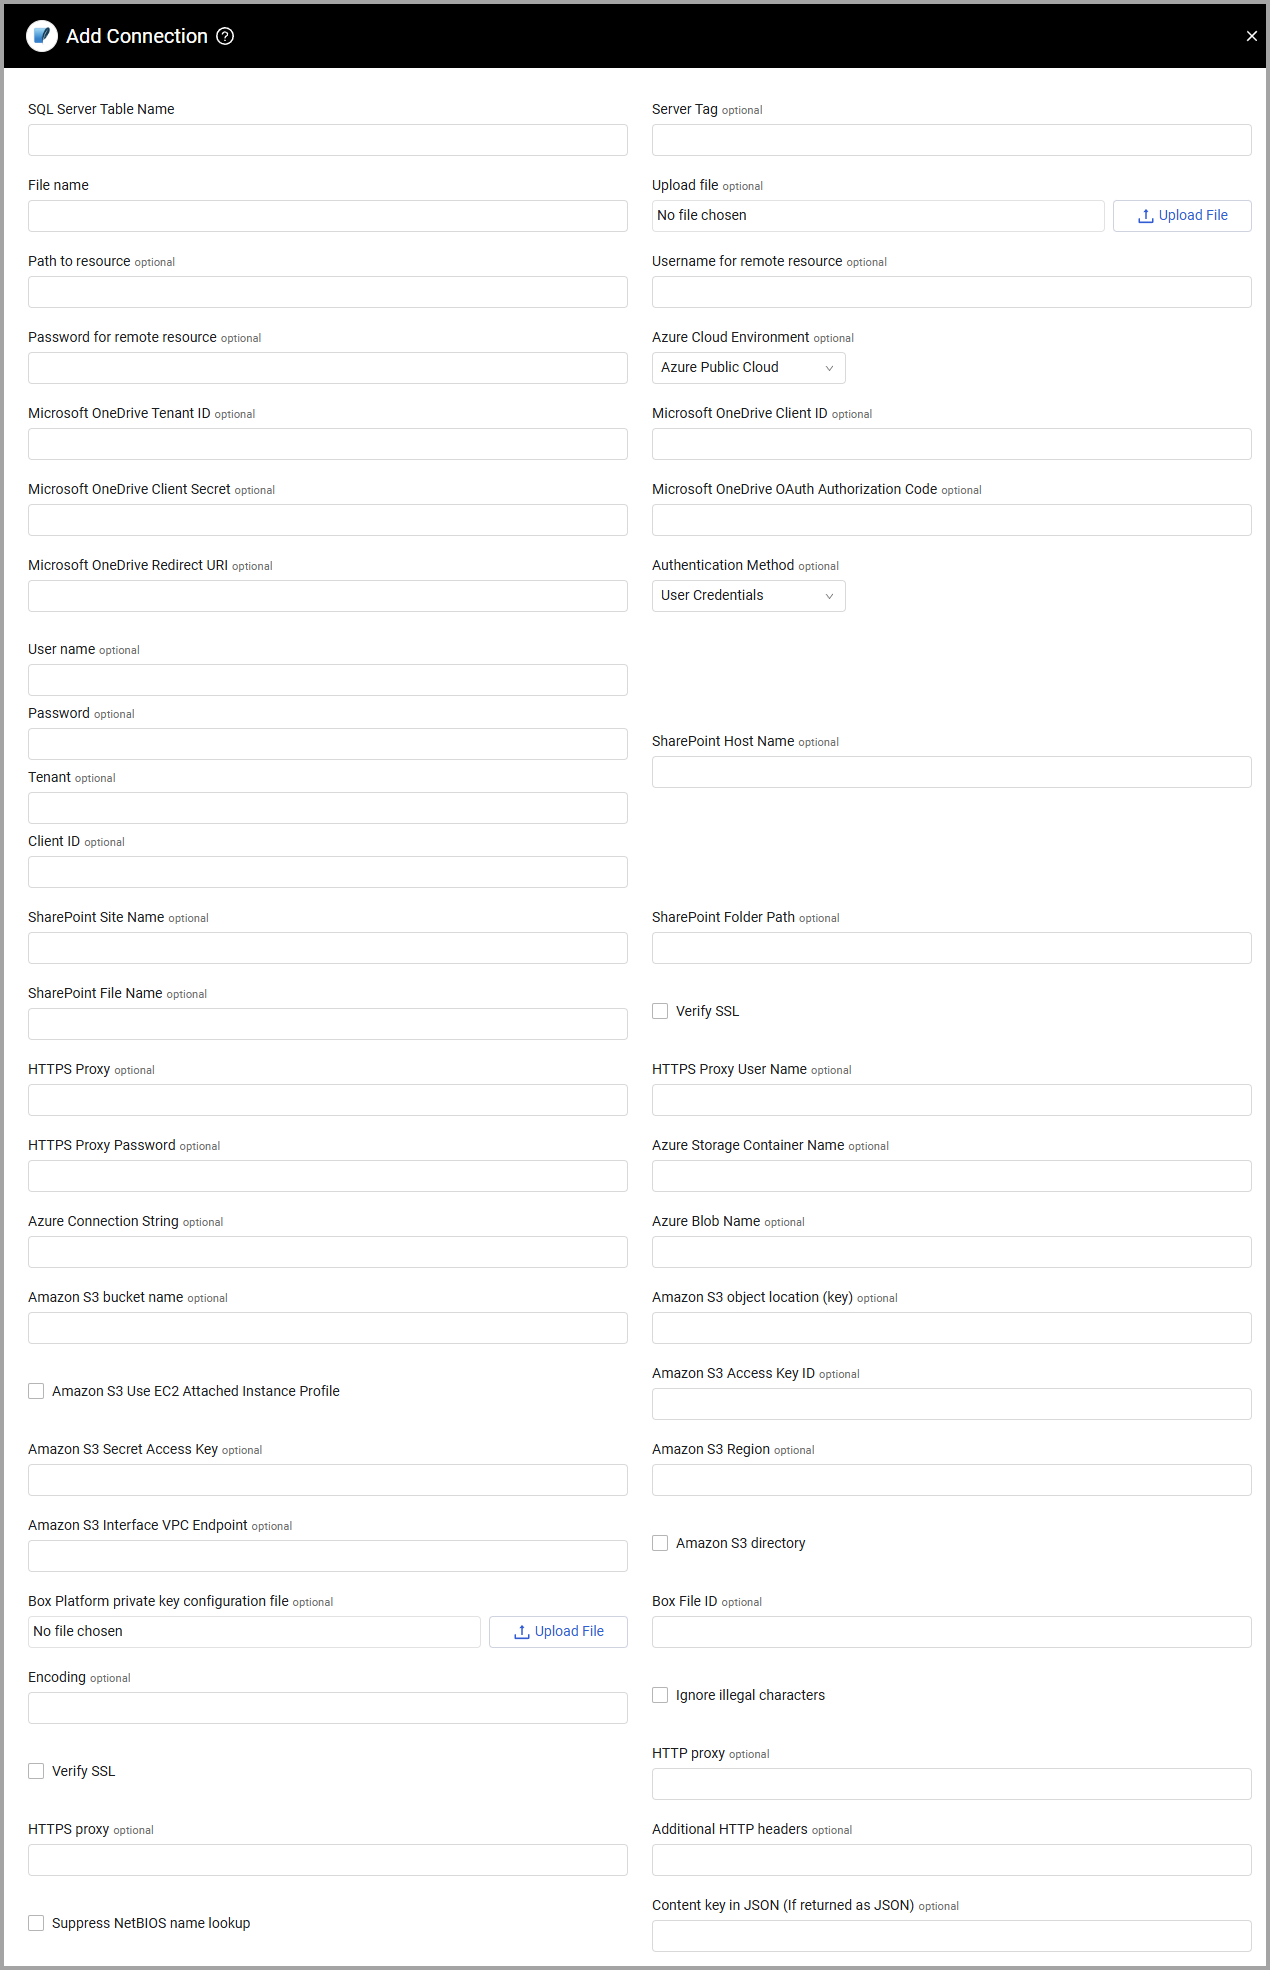 Add Connection
SQL Server Table Name
Server Tag optional
File name
Upload file optional
No file chosen
Upload File
Path to resource optional
Username for remote resource optional
Password for remote resource optional
Azure Cloud Environment optional
Azure Public Cloud
Microsoft OneDrive Tenant ID optional
Microsoft OneDrive Client ID optional
Microsoft OneDrive Client Secret optional
Microsoft OneDrive OAuth Authorization Code optional
Microsoft OneDrive Redirect URI optional
Authentication Method optional
User Credentials
User name optional
Password optional
SharePoint Host Name optional
Tenant optional
Client ID optional
SharePoint Site Name optional
SharePoint Folder Path optional
SharePoint File Name optional
Verify SSL
HTTPS Proxy optional
HTTPS Proxy User Name optional
HTTPS Proxy Password optional
Azure Storage Container Name optional
Azure Connection String optional
Azure Blob Name optional
Amazon S3 bucket name optional
Amazon S3 object location (key) optional
Amazon S3 Use EC2 Attached Instance Profile
Amazon S3 Access Key ID optional
Amazon S3 Secret Access Key optional
Amazon S3 Region optional
Amazon S3 Interface VPC Endpoint optional
Amazon S3 directory
Box Platform private key configuration file optional
No file chosen
Upload File
Box File ID optional
Encoding optional
Ignore illegal characters
Verify SSL
HTTP proxy optional
HTTPS proxy optional
Additional HTTP headers optional
Suppress NetBIOS name lookup
Content key in JSON (If returned as JSON) optional